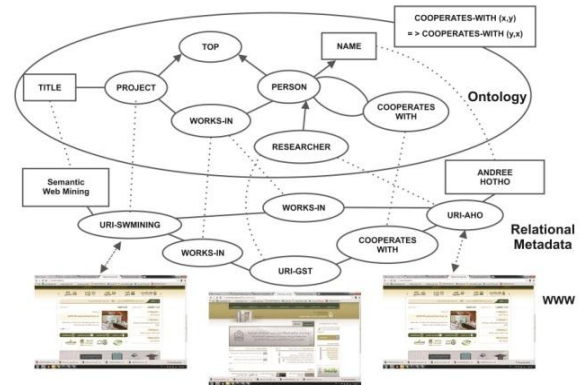 COOPERATES-WITH (x,y)
= > COOPERATES-WITH (y,x)
TOP
NAME
TITLE
PROJECT
PERSON
Ontology
COOPERATES
WITH
WORKS-IN
RESEARCHER
Semantic
Web Mining
ANDREE
HOTHO
WORKS-IN
URI-AHO
URI-SWMINING
Relational
Metadata
COOPERATES
WITH
WORKS-IN
URI-GST
www